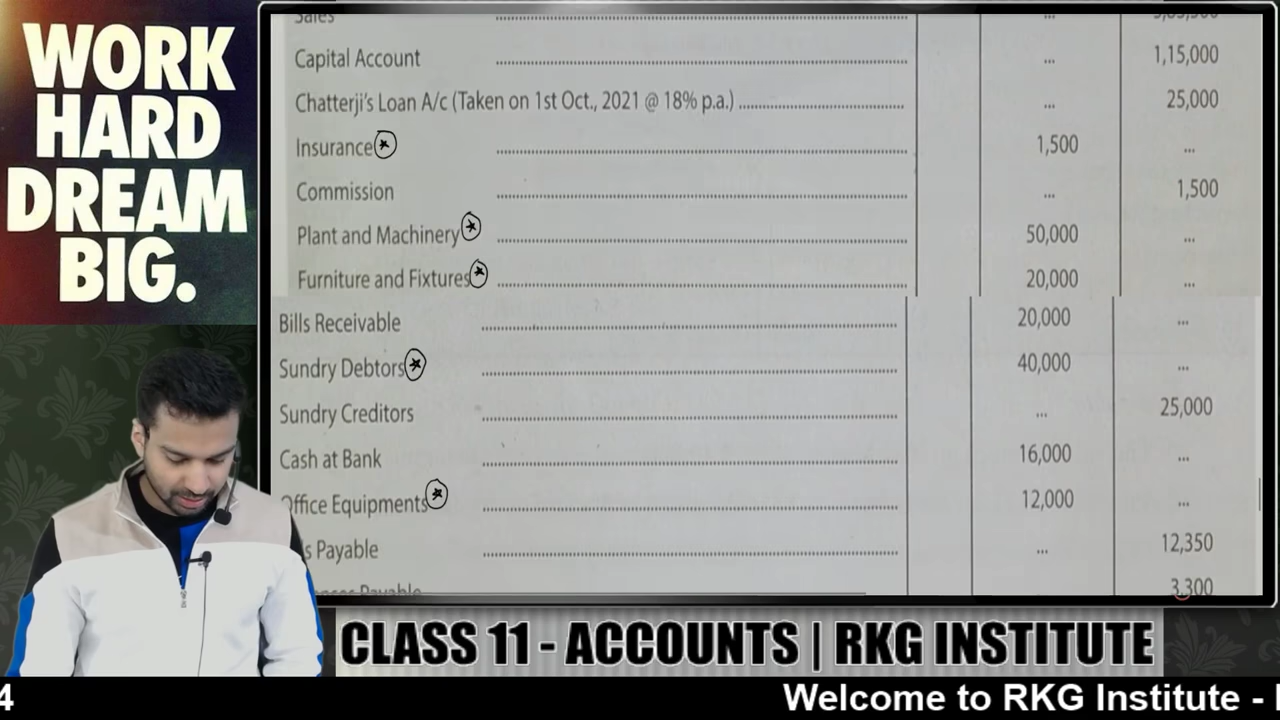 WORK
HARD
DREAM
BIG.
Sales ... ...
Capital Account ... ... 1,15,000
Chatterji's Loan A/c (Taken on 1st Oct., 2021 @ 18% p.a.) ... ... 25,000
Insurance ... 1,500 ...
Commission ... ... 1,500
Plant and Machinery ... 50,000 ...
Furniture and Fixtures ... 20,000 ...
Bills Receivable ... 20,000 ...
Sundry Debtors ... 40,000 ...
Sundry Creditors ... ... 25,000
Cash at Bank ... 16,000 ...
Office Equipments ... 12,000 ...
s Payable ... ... 12,350
Payable ... 3,300
CLASS 11 - ACCOUNTS | RKG INSTITUTE
4 Welcome to RKG Institute -